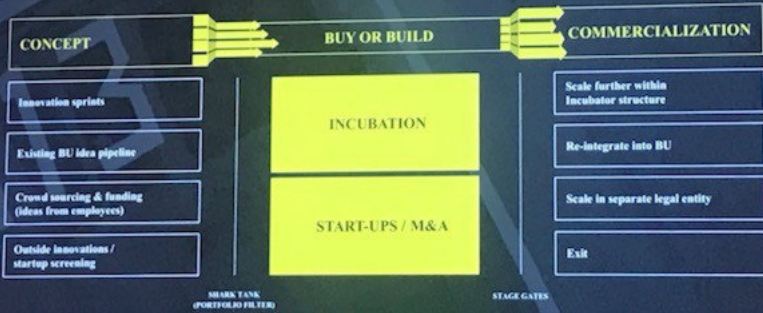 CONCEPT
BUY OR BUILD
COMMERCIALIZATION
Innovation sprints
Existing BU idea pipeline
Crowd sourcing & funding
(ideas from employees)
Outside innovations /
startup screening
INCUBATION
START-UPS / M&A
Scale further within
Incubator structure
Re-integrate into BU
Scale in separate legal entity
Exit
SHARK TANK
(PORTFOLIO FILTER)
STAGE GATES